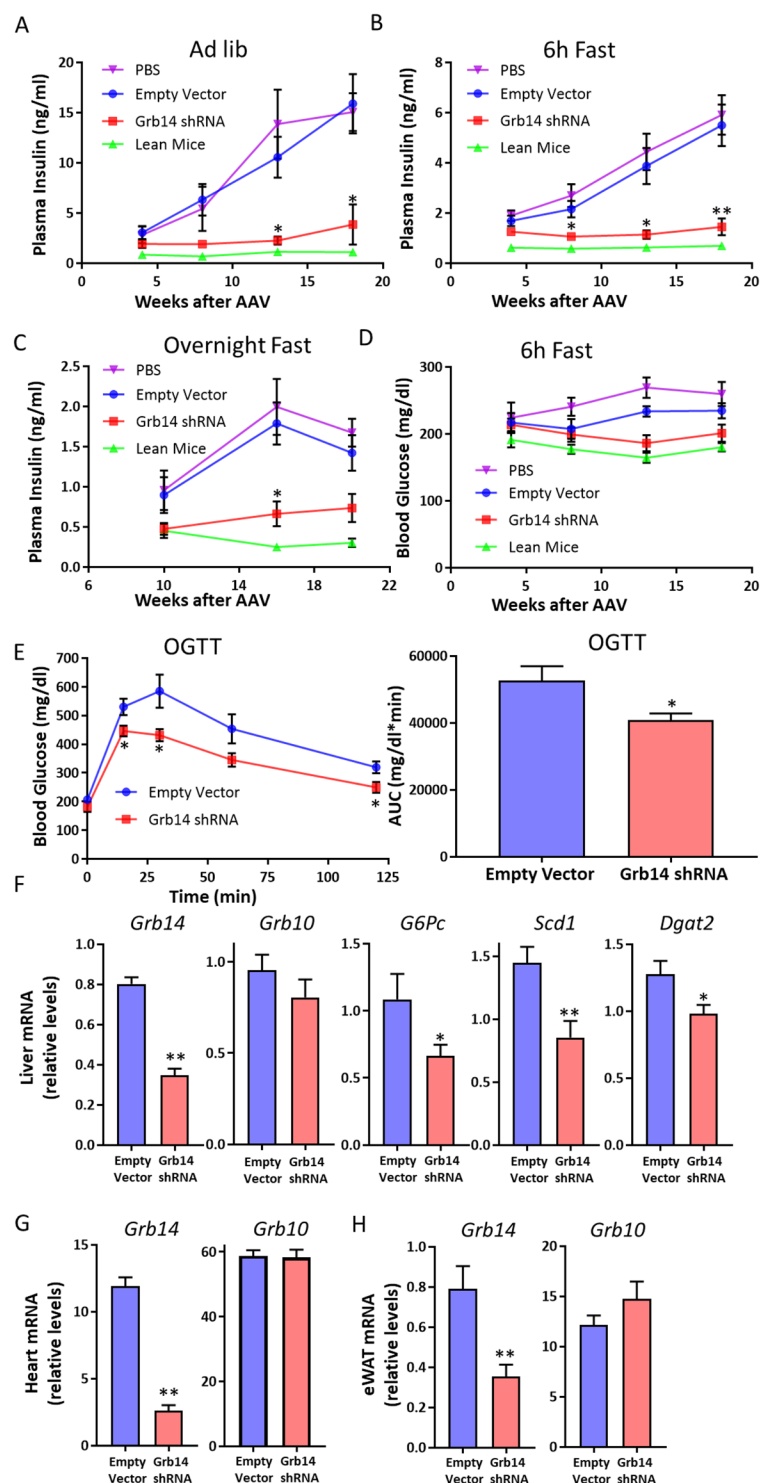 A
Ad lib
Plasma Insulin (ng/ml)
20
15
10
5
0
PBS
Empty Vector
Grb14 shRNA
Lean Mice
*
*
0 5 10 15 20
Weeks after AAV
B
6h Fast
Plasma Insulin (ng/ml)
8
6
4
2
0
PBS
Empty Vector
Grb14 shRNA
Lean Mice
*
*
**
0 5 10 15 20
Weeks after AAV
C
Overnight Fast
Plasma Insulin (ng/ml)
2.5
2.0
1.5
1.0
0.5
0.0
PBS
Empty Vector
Grb14 shRNA
Lean Mice
*
6 10 14 18 22
Weeks after AAV
D
6h Fast
Blood Glucose (mg/dl)
300
200
100
0
PBS
Empty Vector
Grb14 shRNA
Lean Mice
0 5 10 15 20
Weeks after AAV
E
OGTT
Blood Glucose (mg/dl)
700
600
500
400
300
200
100
0
* *
*
Empty Vector
Grb14 shRNA
0 25 50 75 100 125
Time (min)
OGTT
AUC (mg/dl*min)
60000
40000
20000
0
*
Empty Vector Grb14 shRNA
F
Liver mRNA
(relative levels)
Grb14
1.0
0.8
0.6
0.4
0.2
0.0
**
Empty Grb14
Vector shRNA
Grb10
1.0
0.5
0.0
Empty Grb14
Vector shRNA
G6Pc
1.5
1.0
0.5
0.0
*
Empty Grb14
Vector shRNA
Scd1
1.5
1.0
0.5
0.0
**
Empty Grb14
Vector shRNA
Dgat2
1.5
1.0
0.5
0.0
*
Empty Grb14
Vector shRNA
G
Heart mRNA
(relative levels)
Grb14
15
10
5
0
**
Empty Grb14
Vector shRNA
Grb10
60
40
20
0
Empty Grb14
Vector shRNA
H
eWAT mRNA
(relative levels)
Grb14
1.0
0.8
0.6
0.4
0.2
0.0
**
Empty Grb14
Vector shRNA
Grb10
20
15
10
5
0
Empty Grb14
Vector shRNA